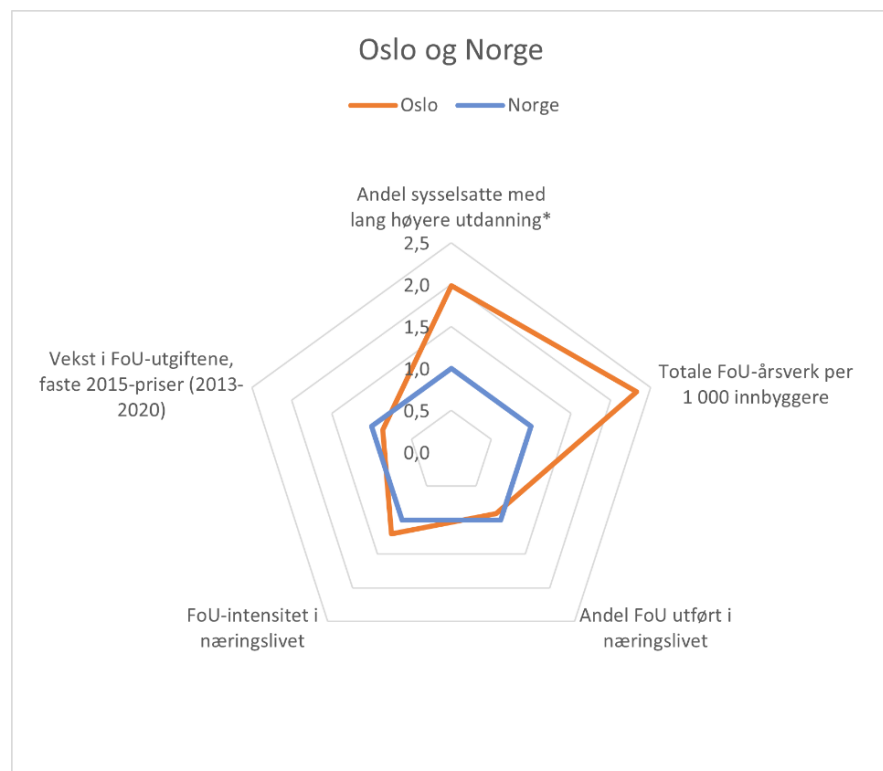 Oslo og Norge
Oslo
Norge
Andel sysselsatte med
lang høyere utdanning*
2,5
2,0
1,5
1,0
0,5
0,0
Totale FoU-årsverk per
1 000 innbyggere
Andel FoU utført i
næringslivet
FoU-intensitet i
næringslivet
Vekst i FoU-utgiftene,
faste 2015-priser (2013-
2020)